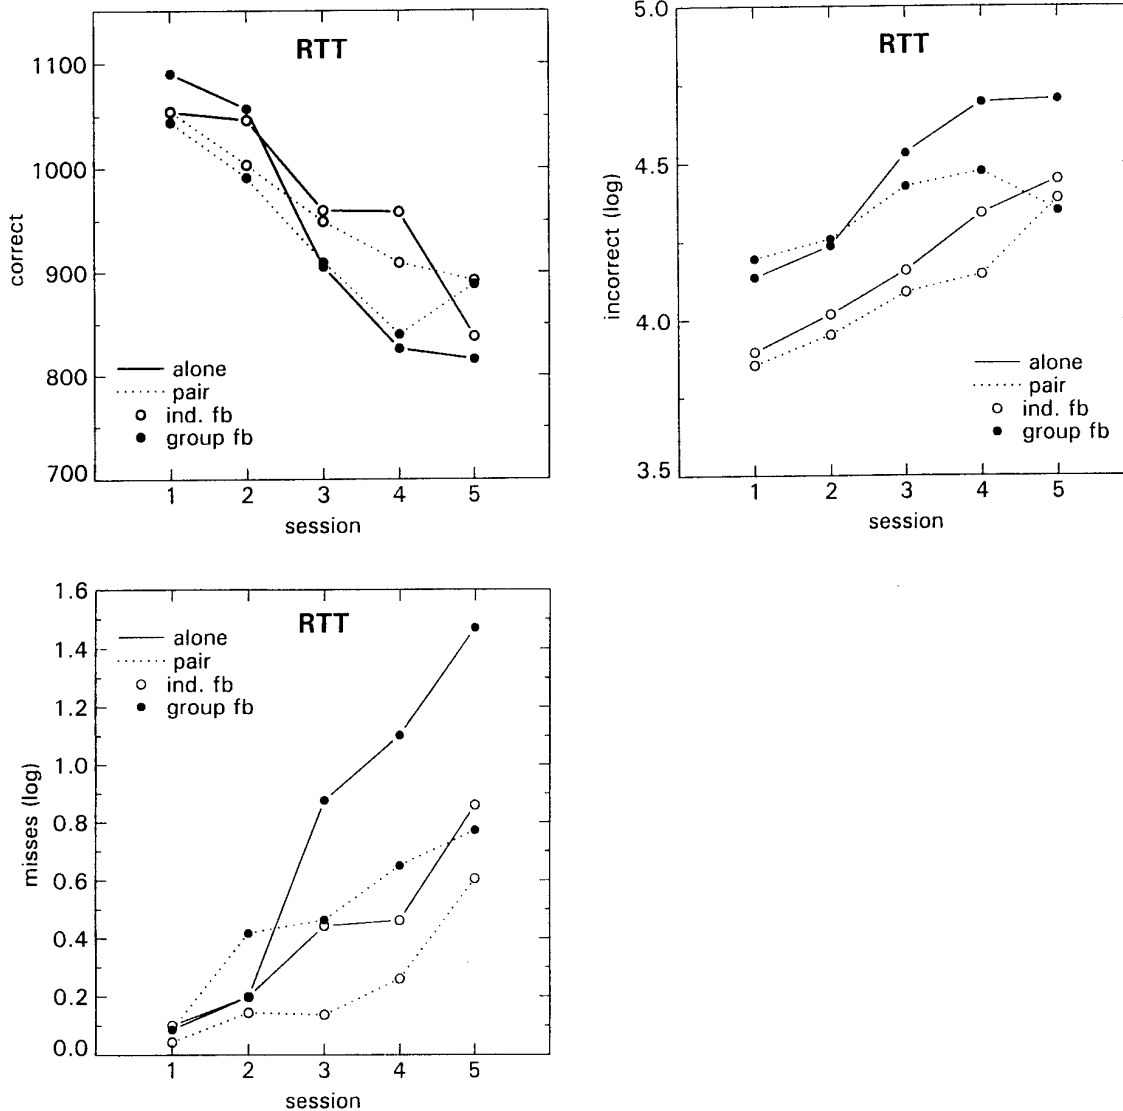 RTT
1100
1000
900
800
700
correct
alone
pair
ind. fb
group fb
1 2 3 4 5
session
RTT
5.0
4.5
4.0
3.5
incorrect (log)
alone
pair
ind. fb
group fb
1 2 3 4 5
session
RTT
1.6
1.4
1.2
1.0
0.8
0.6
0.4
0.2
0.0
misses (log)
alone
pair
ind. fb
group fb
1 2 3 4 5
session